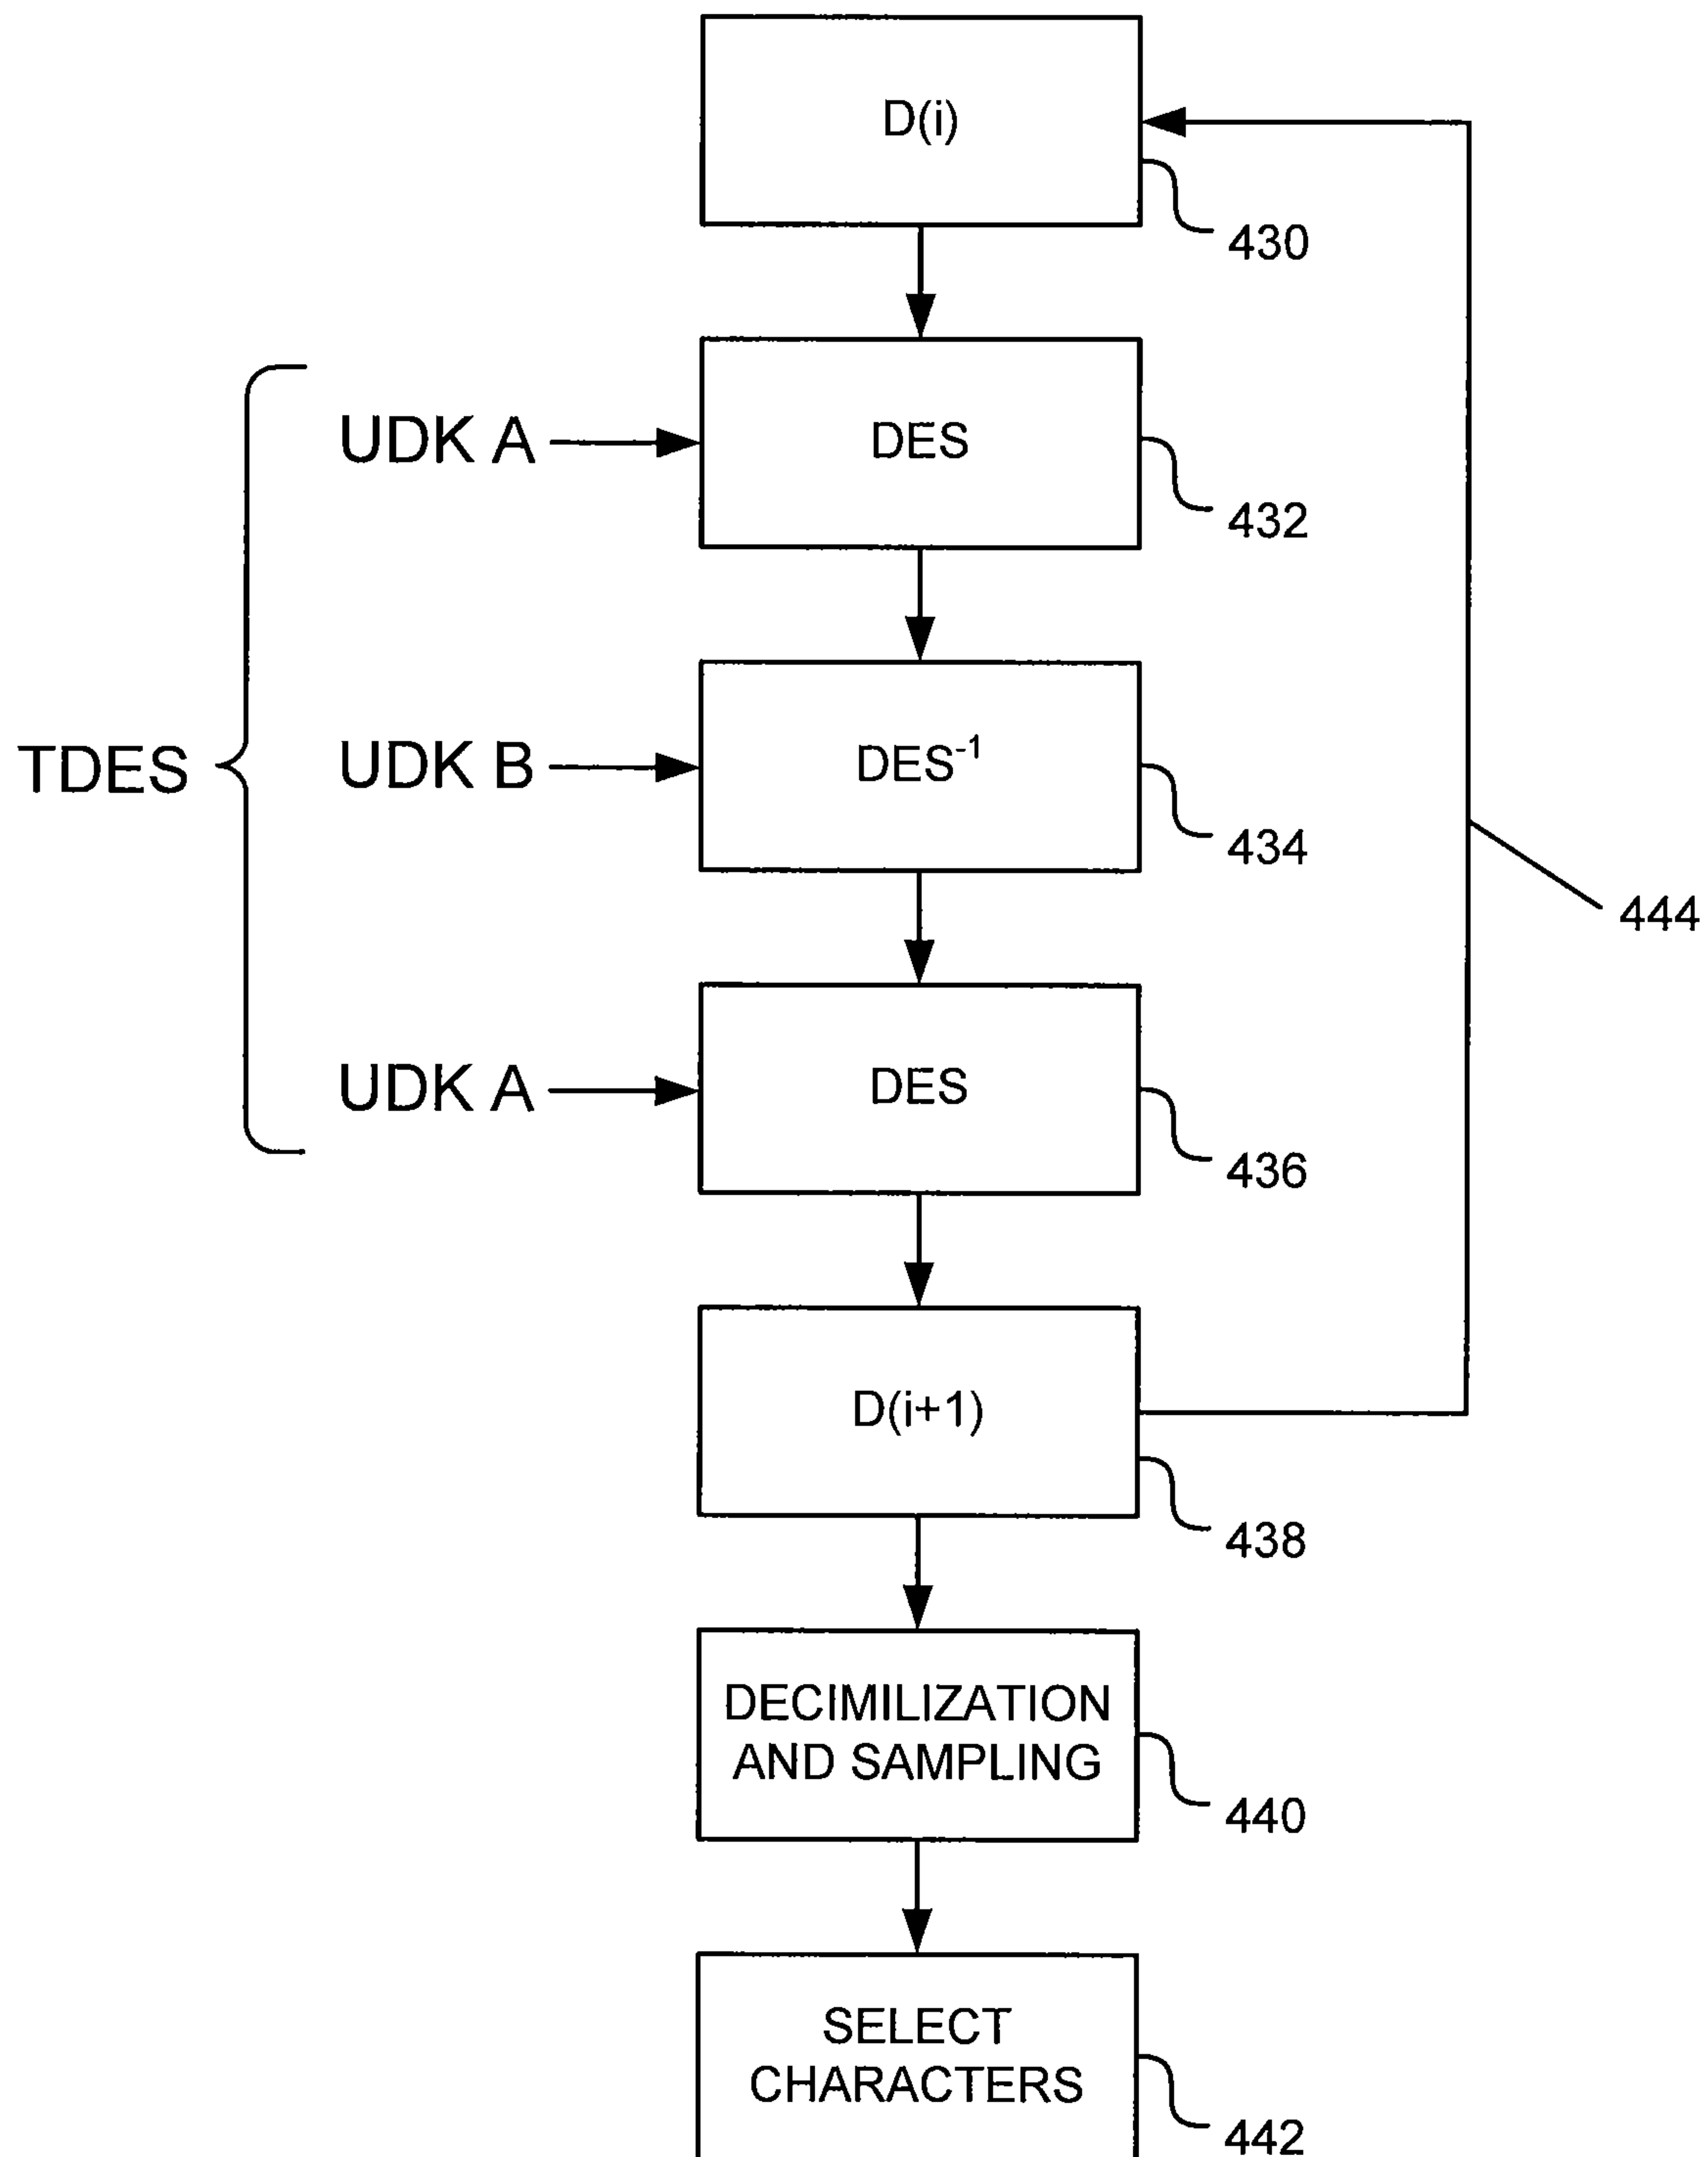 D(i)
430
UDK A
DES
432
TDES
UDK B
DES⁻¹
434
444
UDK A
DES
436
D(i+1)
438
DECIMILIZATION
AND SAMPLING
440
SELECT
CHARACTERS
442